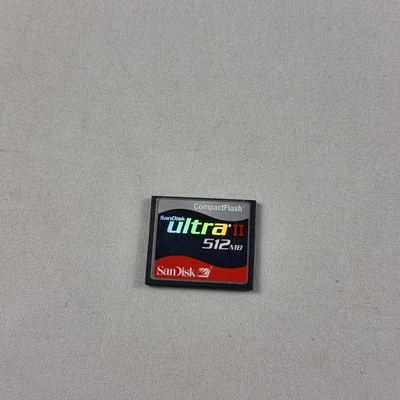 CompactFlash®
SanDisk
ultra® II
512MB
SanDisk